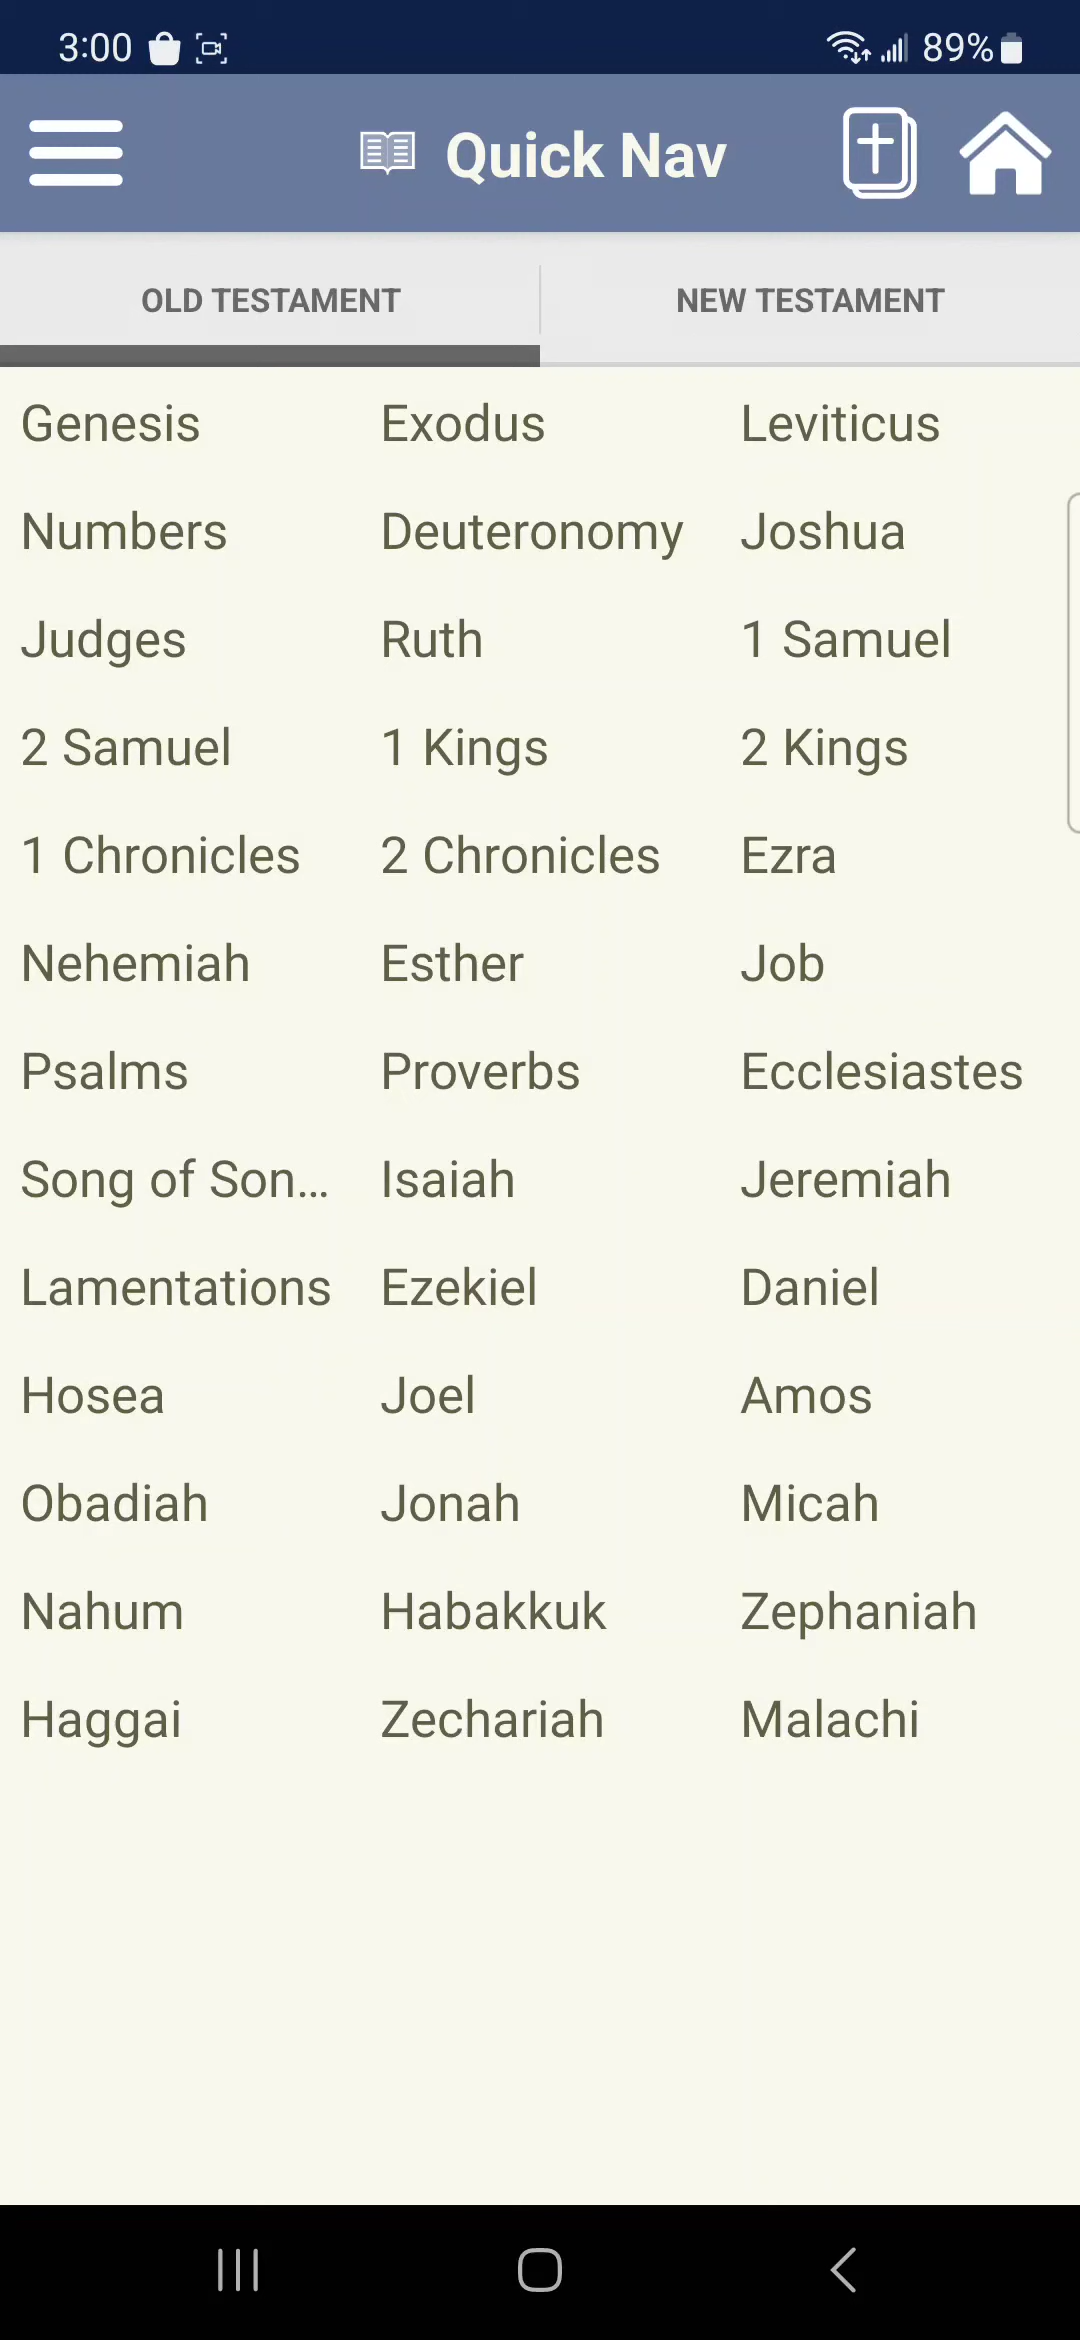 3:00 89%
Quick Nav
OLD TESTAMENT NEW TESTAMENT
Genesis Exodus Leviticus
Numbers Deuteronomy Joshua
Judges Ruth 1 Samuel
2 Samuel 1 Kings 2 Kings
1 Chronicles 2 Chronicles Ezra
Nehemiah Esther Job
Psalms Proverbs Ecclesiastes
Song of Son... Isaiah Jeremiah
Lamentations Ezekiel Daniel
Hosea Joel Amos
Obadiah Jonah Micah
Nahum Habakkuk Zephaniah
Haggai Zechariah Malachi